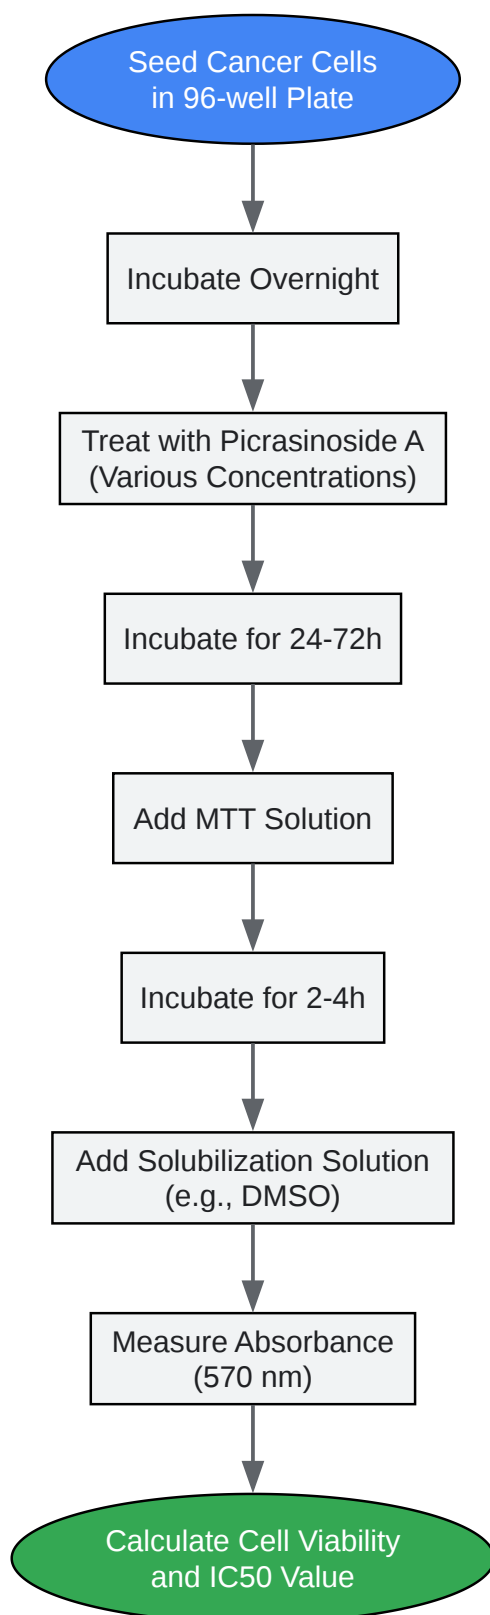 Seed Cancer Cells
in 96-well Plate
Incubate Overnight
Treat with Picrasinoside A
(Various Concentrations)
Incubate for 24-72h
Add MTT Solution
Incubate for 2-4h
Add Solubilization Solution
(e.g., DMSO)
Measure Absorbance
(570 nm)
Calculate Cell Viability
and IC50 Value